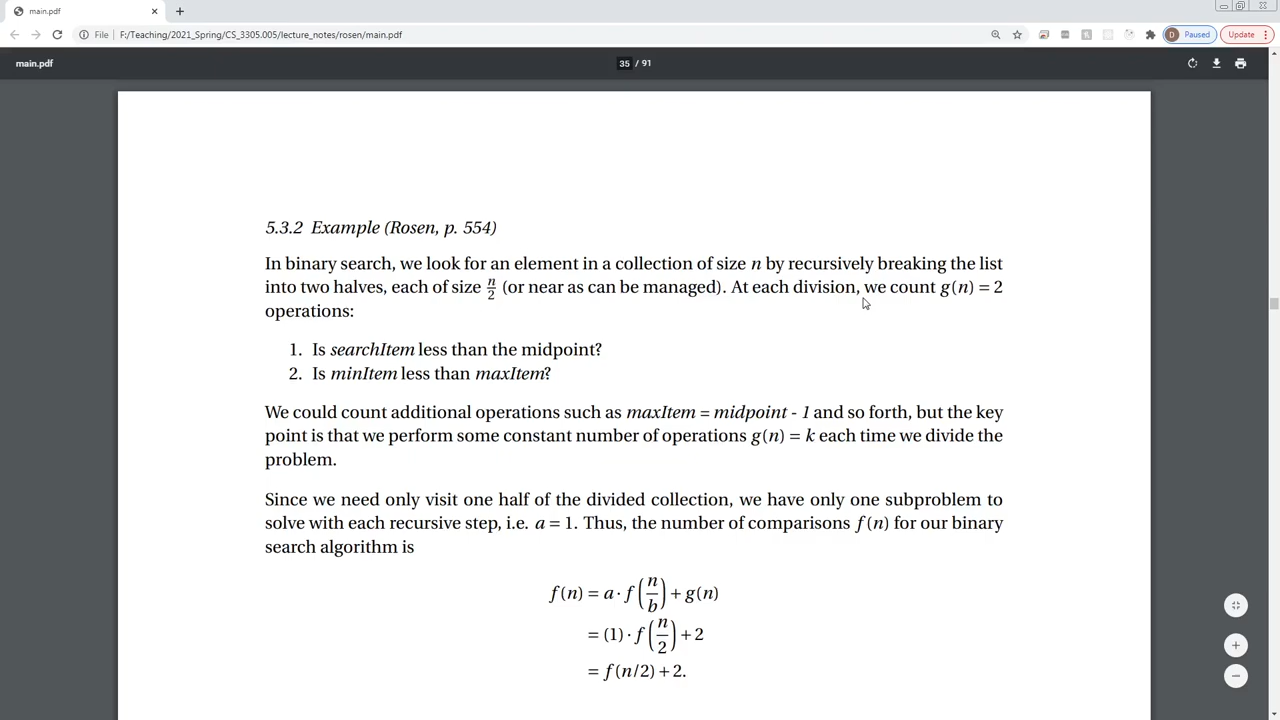 main.pdf
File F:/Teaching/2021_Spring/CS_3305.005/lecture_notes/rosen/main.pdf
D Paused
Update
main.pdf
35 / 91
5.3.2 Example (Rosen, p. 554)
In binary search, we look for an element in a collection of size n by recursively breaking the list
into two halves, each of size n/2 (or near as can be managed). At each division, we count g(n) = 2
operations:
1. Is searchItem less than the midpoint?
2. Is minItem less than maxItem?
We could count additional operations such as maxItem = midpoint - 1 and so forth, but the key
point is that we perform some constant number of operations g(n) = k each time we divide the
problem.
Since we need only visit one half of the divided collection, we have only one subproblem to
solve with each recursive step, i.e. a = 1. Thus, the number of comparisons f(n) for our binary
search algorithm is
f(n) = a · f(n/b) + g(n)
= (1) · f(n/2) + 2
= f(n/2) + 2.